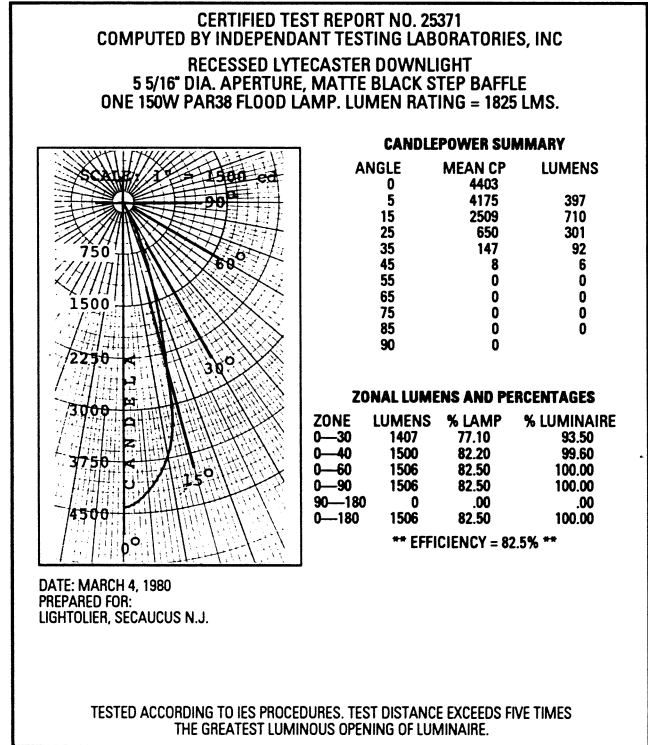 CERTIFIED TEST REPORT NO. 25371
COMPUTED BY INDEPENDANT TESTING LABORATORIES, INC
RECESSED LYTECASTER DOWNLIGHT
5 5/16" DIA. APERTURE, MATTE BLACK STEP BAFFLE
ONE 150W PAR38 FLOOD LAMP. LUMEN RATING = 1825 LMS.
SCALE: 1" = 1500 cd
90°
750
60°
1500
2250
30°
3000
3750
15°
4500
0°
CANDELA
CANDLEPOWER SUMMARY
ANGLE MEAN CP LUMENS
0 4403
5 4175 397
15 2509 710
25 650 301
35 147 92
45 8 6
55 0 0
65 0 0
75 0 0
85 0 0
90 0
ZONAL LUMENS AND PERCENTAGES
ZONE LUMENS % LAMP % LUMINAIRE
0—30 1407 77.10 93.50
0—40 1500 82.20 99.60
0—60 1506 82.50 100.00
0—90 1506 82.50 100.00
90—180 0 .00 .00
0—180 1506 82.50 100.00
** EFFICIENCY = 82.5% **
DATE: MARCH 4, 1980
PREPARED FOR:
LIGHTOLIER, SECAUCUS N.J.
TESTED ACCORDING TO IES PROCEDURES. TEST DISTANCE EXCEEDS FIVE TIMES
THE GREATEST LUMINOUS OPENING OF LUMINAIRE.